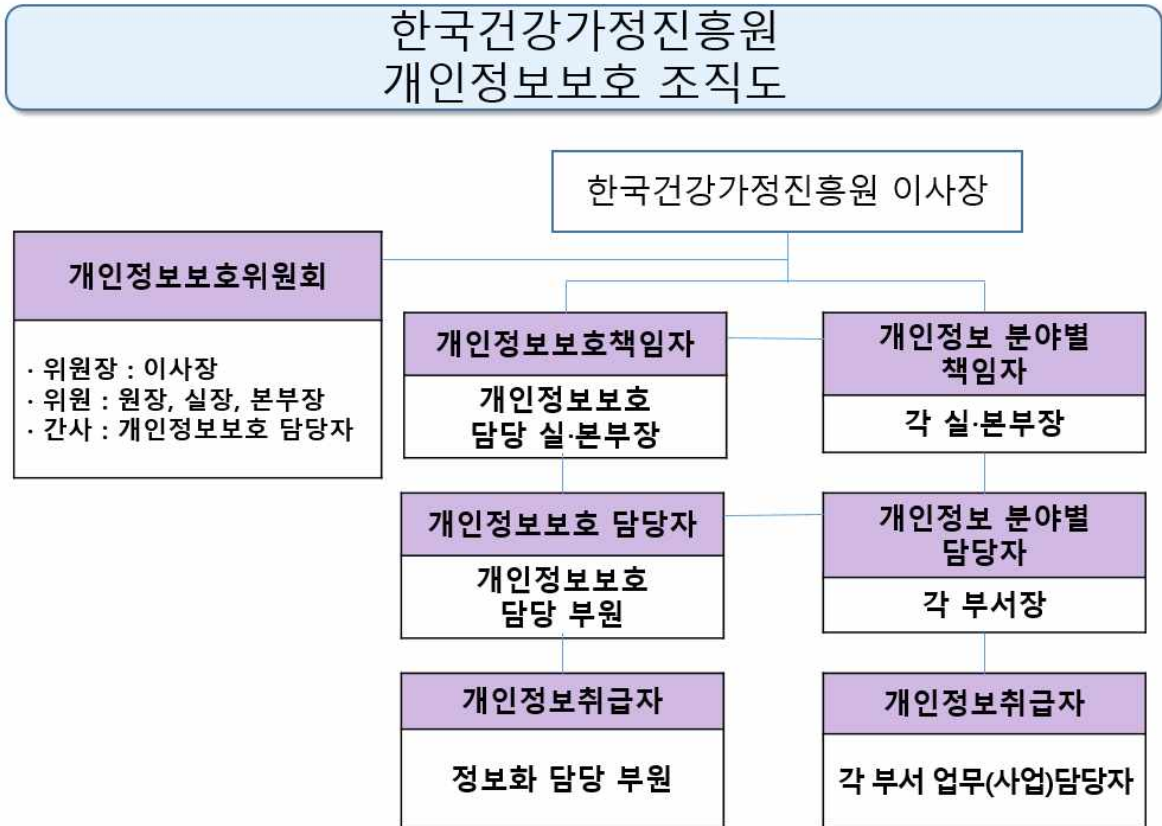 한국건강가정진흥원
개인정보보호 조직도
한국건강가정진흥원 이사장
개인정보보호위원회
· 위원장 : 이사장
· 위원 : 원장, 실장, 본부장
· 간사 : 개인정보보호 담당자
개인정보보호책임자
개인정보보호
담당 실·본부장
개인정보 분야별
책임자
각 실·본부장
개인정보보호 담당자
개인정보보호
담당 부원
개인정보 분야별
담당자
각 부서장
개인정보취급자
정보화 담당 부원
개인정보취급자
각 부서 업무(사업)담당자